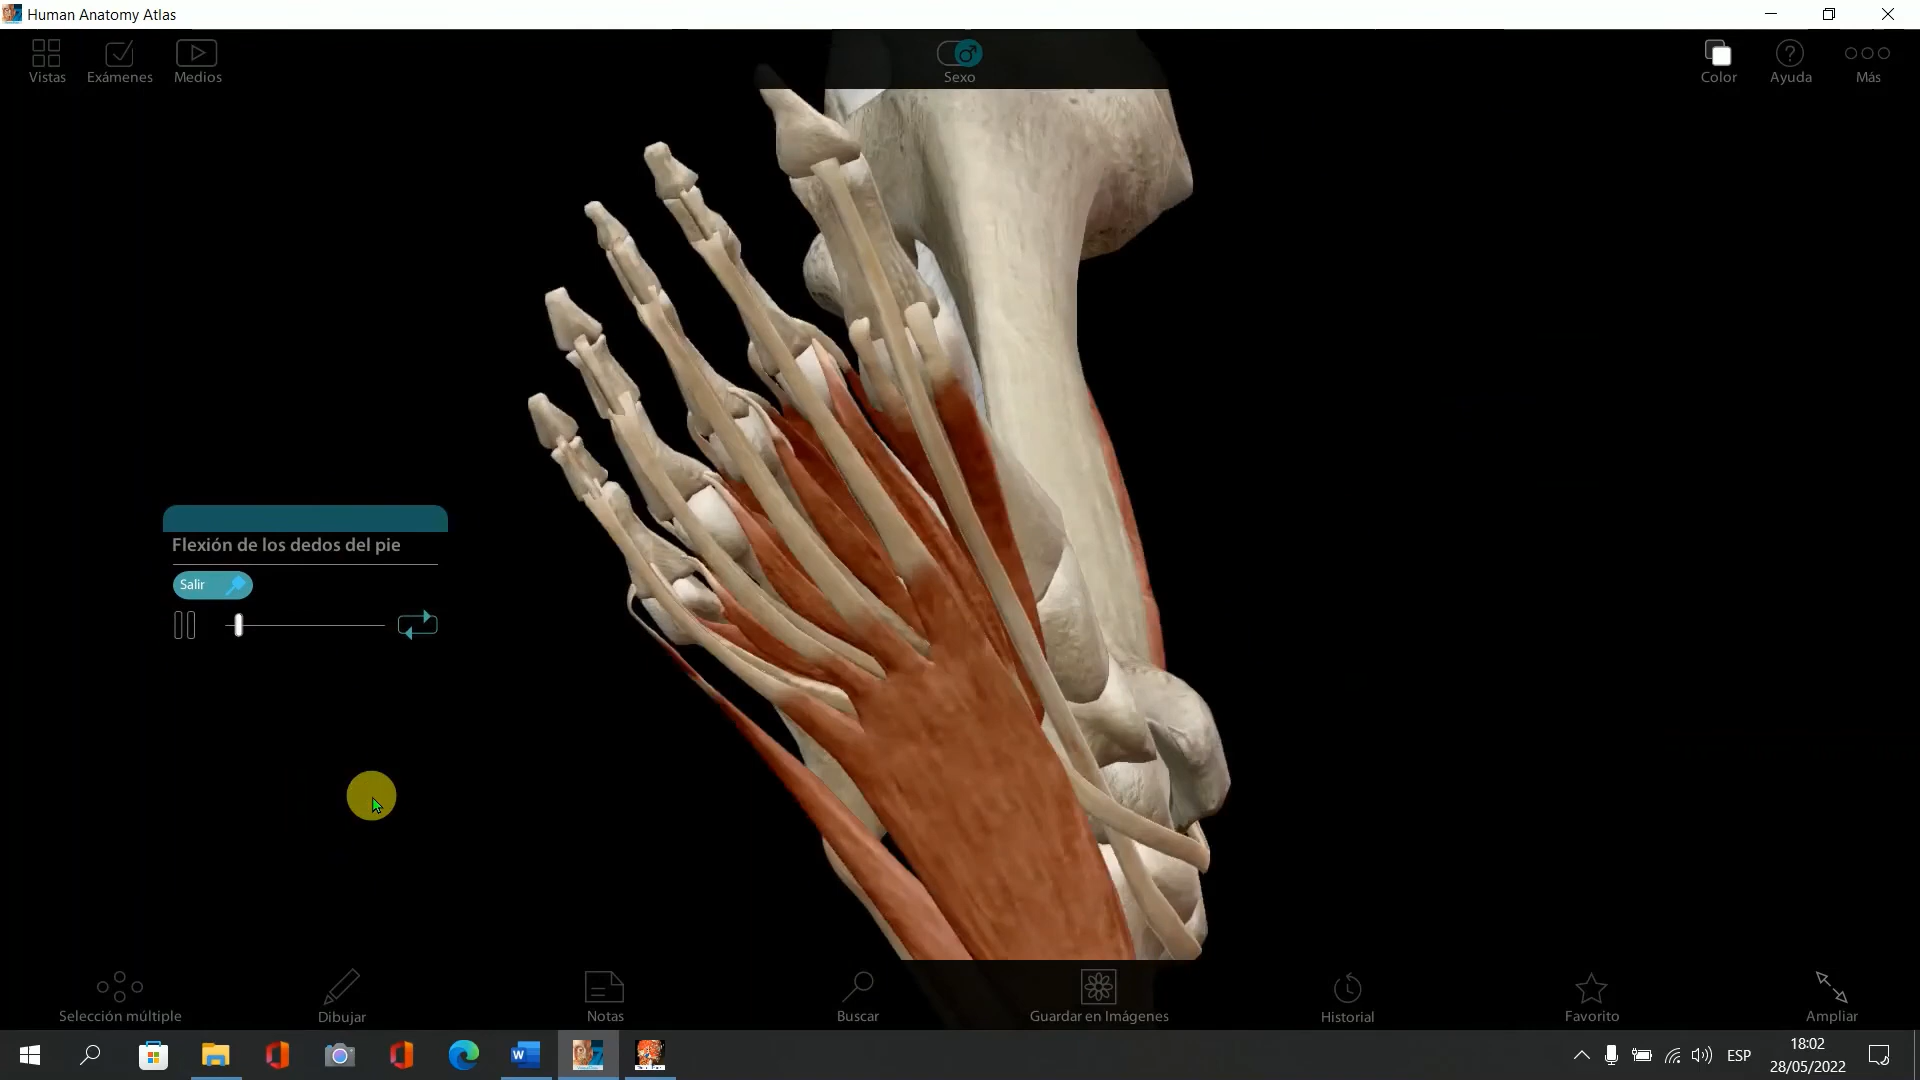 Human Anatomy Atlas
Vistas
Exámenes
Medios
Sexo
Color
Ayuda
Más
Flexión de los dedos del pie
Salir
Selección múltiple
Dibujar
Notas
Buscar
Guardar en Imágenes
Historial
Favorito
Ampliar
ESP
18:02
28/05/2022